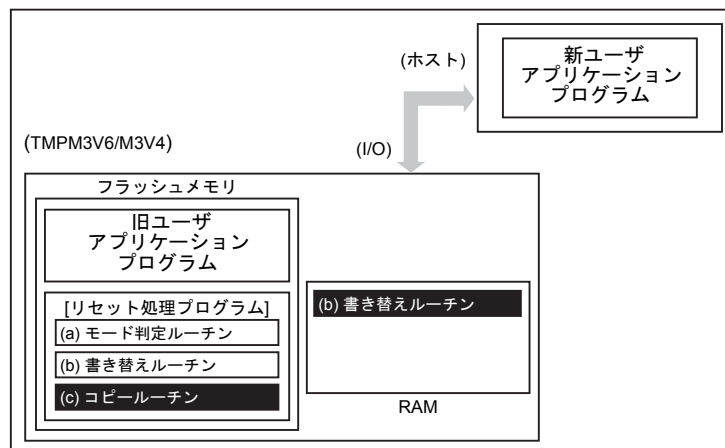 (ホスト)
新ユーザ
アプリケーション
プログラム
(TMPM3V6/M3V4)
(I/O)
フラッシュメモリ
旧ユーザ
アプリケーション
プログラム
[リセット処理プログラム]
(a) モード判定ルーチン
(b) 書き替えルーチン
(c) コピールーチン
(b) 書き替えルーチン
RAM